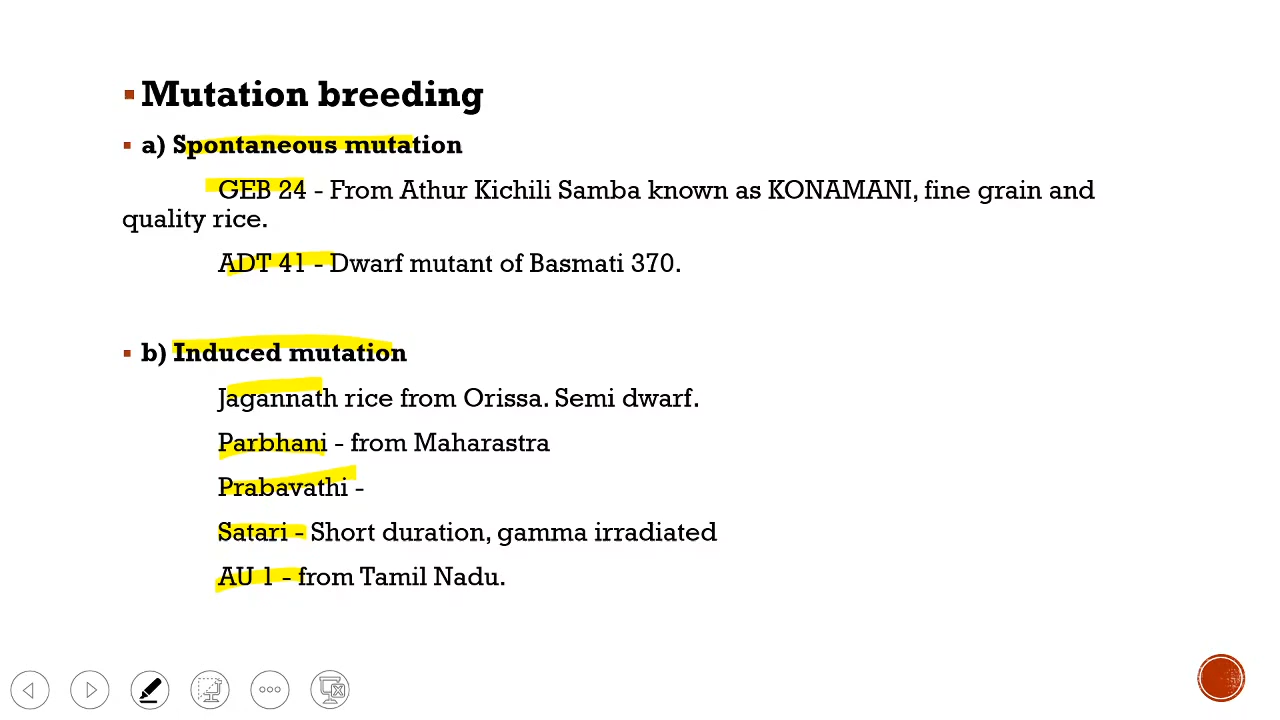 Mutation breeding
a) Spontaneous mutation
GEB 24 - From Athur Kichili Samba known as KONAMANI, fine grain and
quality rice.
ADT 41 - Dwarf mutant of Basmati 370.
b) Induced mutation
Jagannath rice from Orissa. Semi dwarf.
Parbhani - from Maharastra
Prabavathi -
Satari - Short duration, gamma irradiated
AU 1 - from Tamil Nadu.